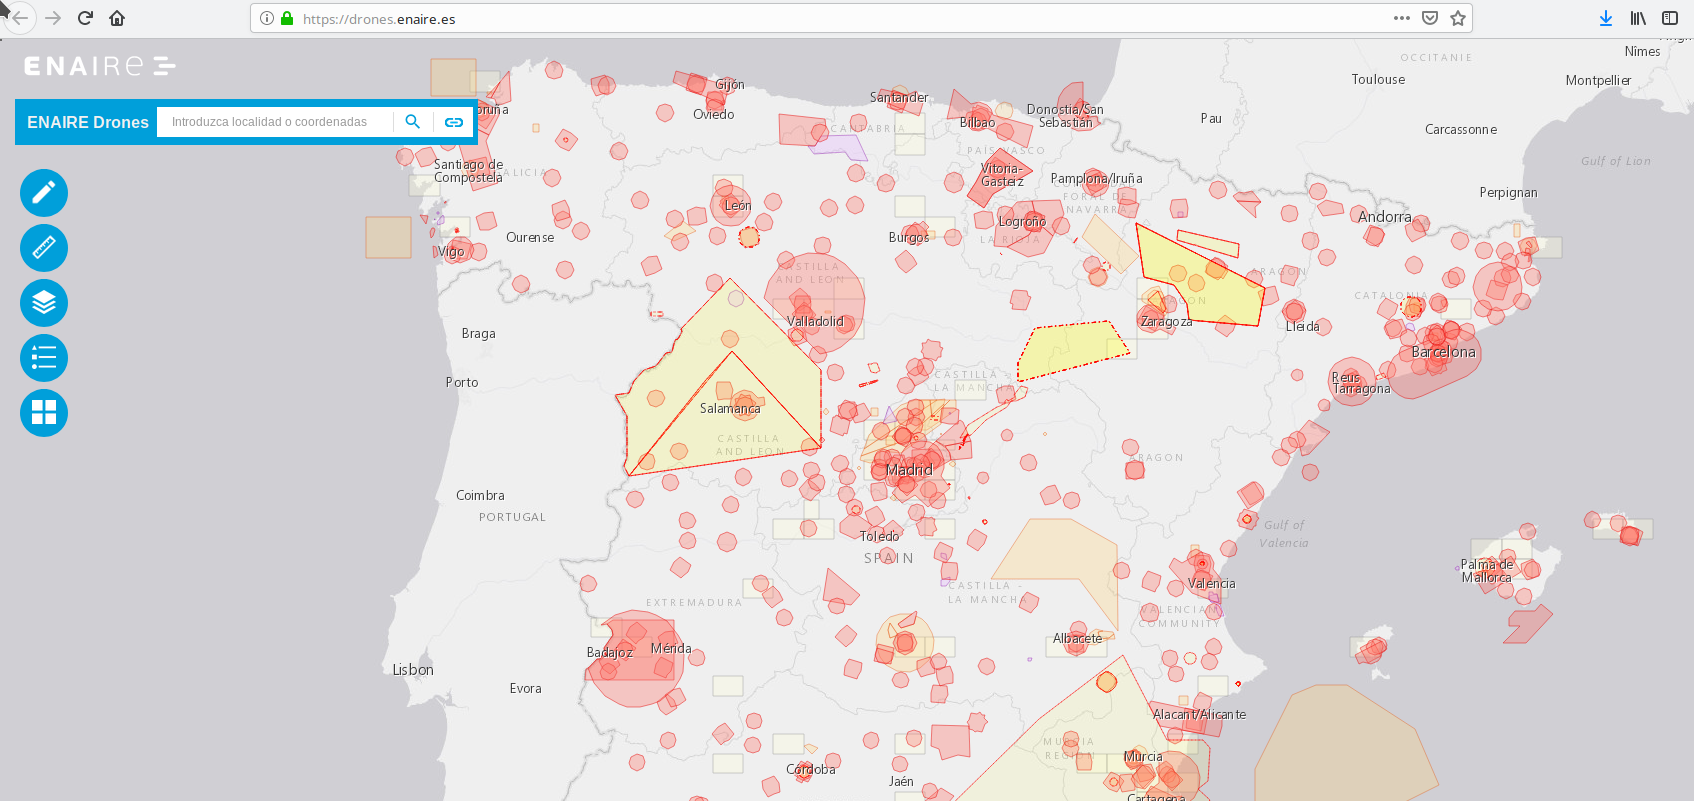 https://drones.enaire.es
ENAIRE
ENAIRE Drones
Introduzca localidad o coordenadas
OCCITANIE
Nîmes
Toulouse
Montpellier
Gijón
Oviedo
Santander
CANTABRIA
Bilbao
Donostia/San
Sebastián
Pau
Carcassonne
Gulf of Lion
PAÍS VASCO
Santiago de
Compostela
Vitoria-
Gasteiz
Pamplona/Iruña
FORAL DE
NAVARRA
Perpignan
León
Logroño
LA RIOJA
Andorra
Ourense
Vigo
Burgos
CASTILLA
AND LEON
ARAGON
CATALONIA
Valladolid
Zaragoza
Lleida
Braga
Barcelona
Porto
CASTILLA -
LA MANCHA
Reus
Tarragona
Salamanca
CASTILLA
AND LEON
Madrid
ARAGON
Coimbra
PORTUGAL
Toledo
SPAIN
Gulf of
Valencia
Palma de
Mallorca
CASTILLA -
LA MANCHA
Valencia
VALENCIAN
COMMUNITY
EXTREMADURA
Badajoz
Mérida
Albacete
Lisbon
Evora
Alacant/Alicante
MURCIA
REGION
Murcia
Córdoba
Jaén
Cartagena